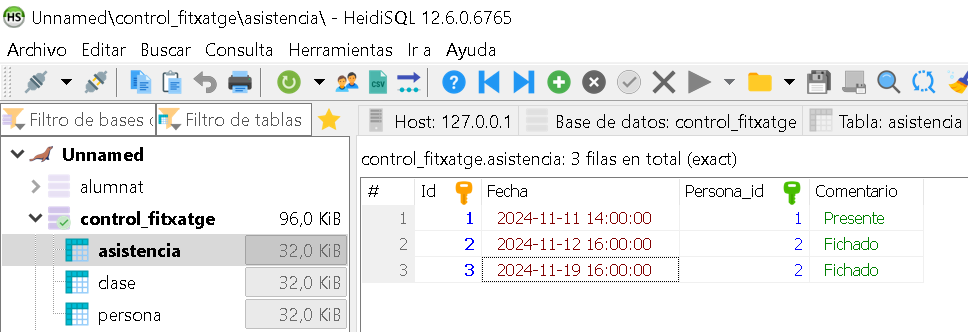 HS Unnamed\control_fitxatge\asistencia\ - HeidiSQL 12.6.0.6765
Archivo Editar Buscar Consulta Herramientas Ir a Ayuda
CSV
Filtro de bases Filtro de tablas Host: 127.0.0.1 Base de datos: control_fitxatge Tabla: asistencia
Unnamed
alumnat
control_fitxatge 96,0 KiB
asistencia 32,0 KiB
clase 32,0 KiB
persona 32,0 KiB
control_fitxatge.asistencia: 3 filas en total (exact)
# Id Fecha Persona_id Comentario
1 1 2024-11-11 14:00:00 1 Presente
2 2 2024-11-12 16:00:00 2 Fichado
3 3 2024-11-19 16:00:00 2 Fichado